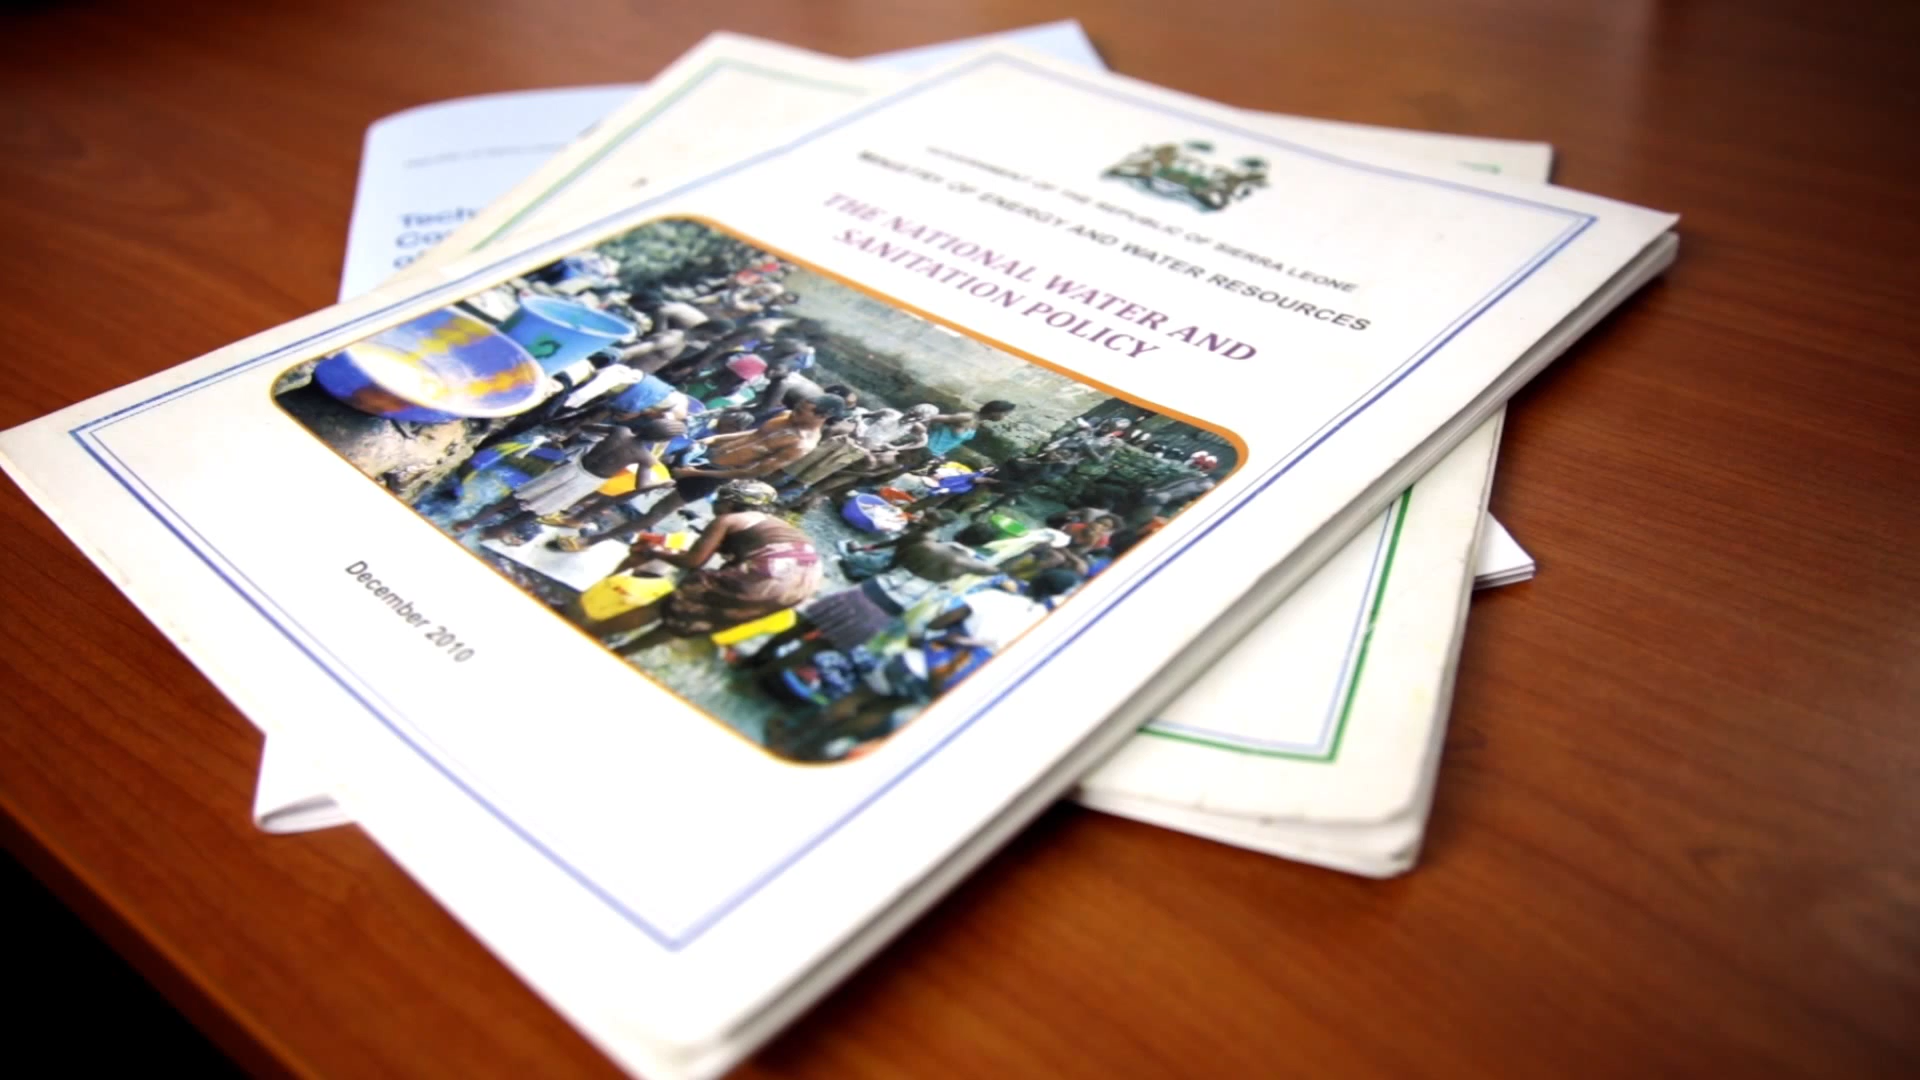 GOVERNMENT OF THE REPUBLIC OF SIERRA LEONE
MINISTRY OF ENERGY AND WATER RESOURCES
THE NATIONAL WATER AND
SANITATION POLICY
December 2010